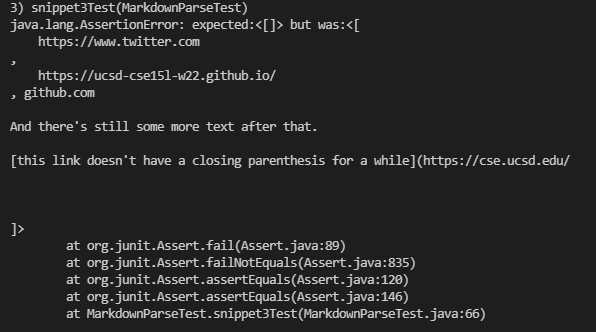 3) snippet3Test(MarkdownParseTest)
java.lang.AssertionError: expected:<[]> but was:<[
    https://www.twitter.com
,
    https://ucsd-cse15l-w22.github.io/
, github.com

And there's still some more text after that.

[this link doesn't have a closing parenthesis for a while](https://cse.ucsd.edu/



]>
        at org.junit.Assert.fail(Assert.java:89)
        at org.junit.Assert.failNotEquals(Assert.java:835)
        at org.junit.Assert.assertEquals(Assert.java:120)
        at org.junit.Assert.assertEquals(Assert.java:146)
        at MarkdownParseTest.snippet3Test(MarkdownParseTest.java:66)